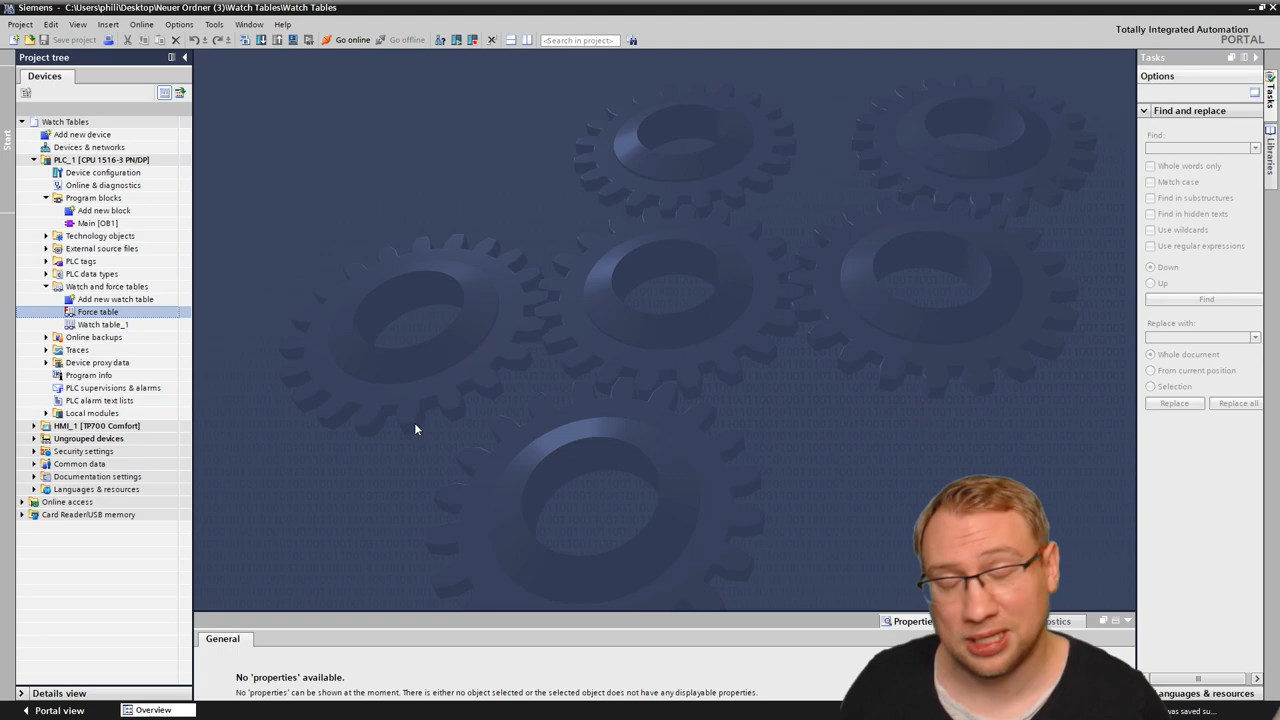 Siemens - C:\Users\phili\Desktop\Neuer Ordner (3)\Watch Tables\Watch Tables
Project Edit View Insert Online Options Tools Window Help
Save project Go online Go offline <Search in project>
Totally Integrated Automation
PORTAL
Project tree
Devices
Start
Watch Tables
Add new device
Devices & networks
PLC_1 [CPU 1516-3 PN/DP]
Device configuration
Online & diagnostics
Program blocks
Add new block
Main [OB1]
Technology objects
External source files
PLC tags
PLC data types
Watch and force tables
Add new watch table
Force table
Watch table_1
Online backups
Traces
Device proxy data
Program info
PLC supervisions & alarms
PLC alarm text lists
Local modules
HMI_1 [TP700 Comfort]
Ungrouped devices
Security settings
Common data
Documentation settings
Languages & resources
Online access
Card Reader/USB memory
Details view
Portal view
Overview
General
No 'properties' available.
No 'properties' can be shown at the moment. There is either no object selected or the selected object does not have any displayable properties.
Properties
Tasks
Options
Find and replace
Find:
Whole words only
Match case
Find in substructures
Find in hidden texts
Use wildcards
Use regular expressions
Down
Up
Find
Replace with:
Whole document
From current position
Selection
Replace Replace all
anguages & resources
was saved su...
Tasks
Libraries